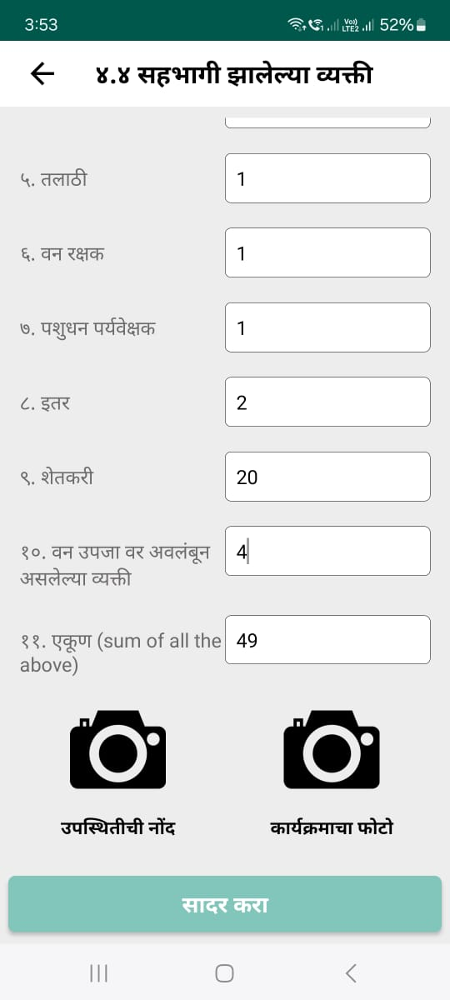 3:53
Vo))
LTE2
52%
४.४ सहभागी झालेल्या व्यक्ती
५. तलाठी
1
६. वन रक्षक
1
७. पशुधन पर्यवेक्षक
1
८. इतर
2
९. शेतकरी
20
१०. वन उपजा वर अवलंबून
असलेल्या व्यक्ती
4
११. एकूण (sum of all the
above)
49
उपस्थितीची नोंद
कार्यक्रमाचा फोटो
सादर करा